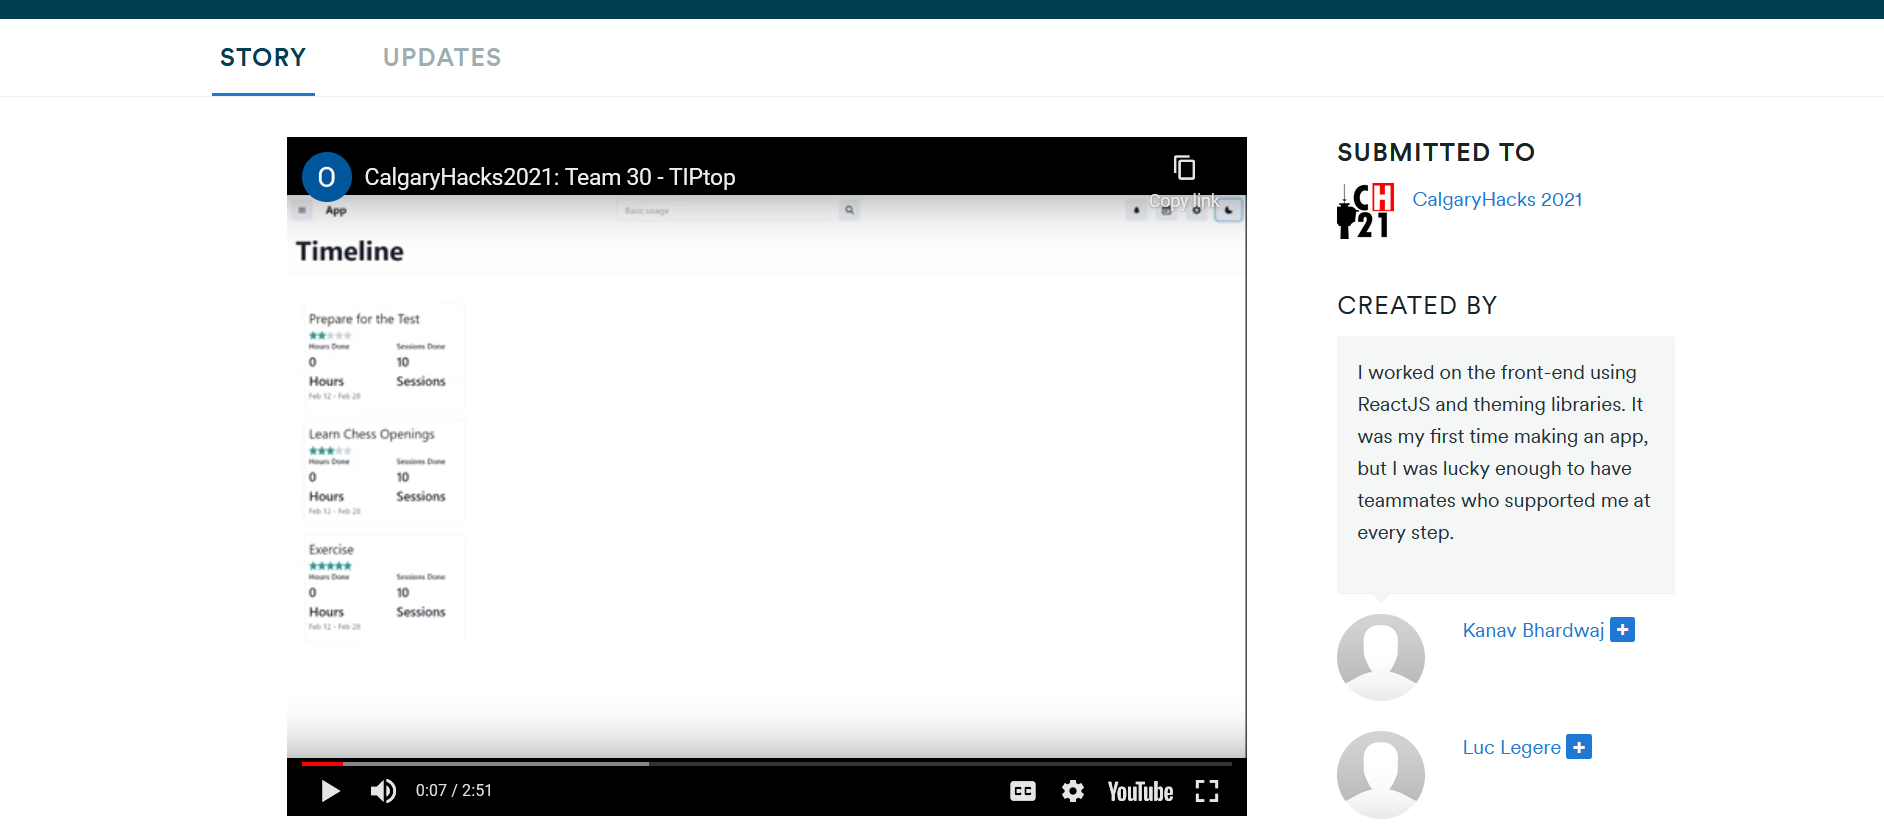 STORY
UPDATES
O
CalgaryHacks2021: Team 30 - TIPtop
Copy link
App
Basic usage
Timeline
Prepare for the Test
Hours Done Sessions Done
0 10
Hours Sessions
Feb 12 - Feb 28
Learn Chess Openings
Hours Done Sessions Done
0 10
Hours Sessions
Feb 12 - Feb 28
Exercise
Hours Done Sessions Done
0 10
Hours Sessions
Feb 12 - Feb 28
0:07 / 2:51
CC
YouTube
SUBMITTED TO
CH
21
CalgaryHacks 2021
CREATED BY
I worked on the front-end using
ReactJS and theming libraries. It
was my first time making an app,
but I was lucky enough to have
teammates who supported me at
every step.
Kanav Bhardwaj +
Luc Legere +